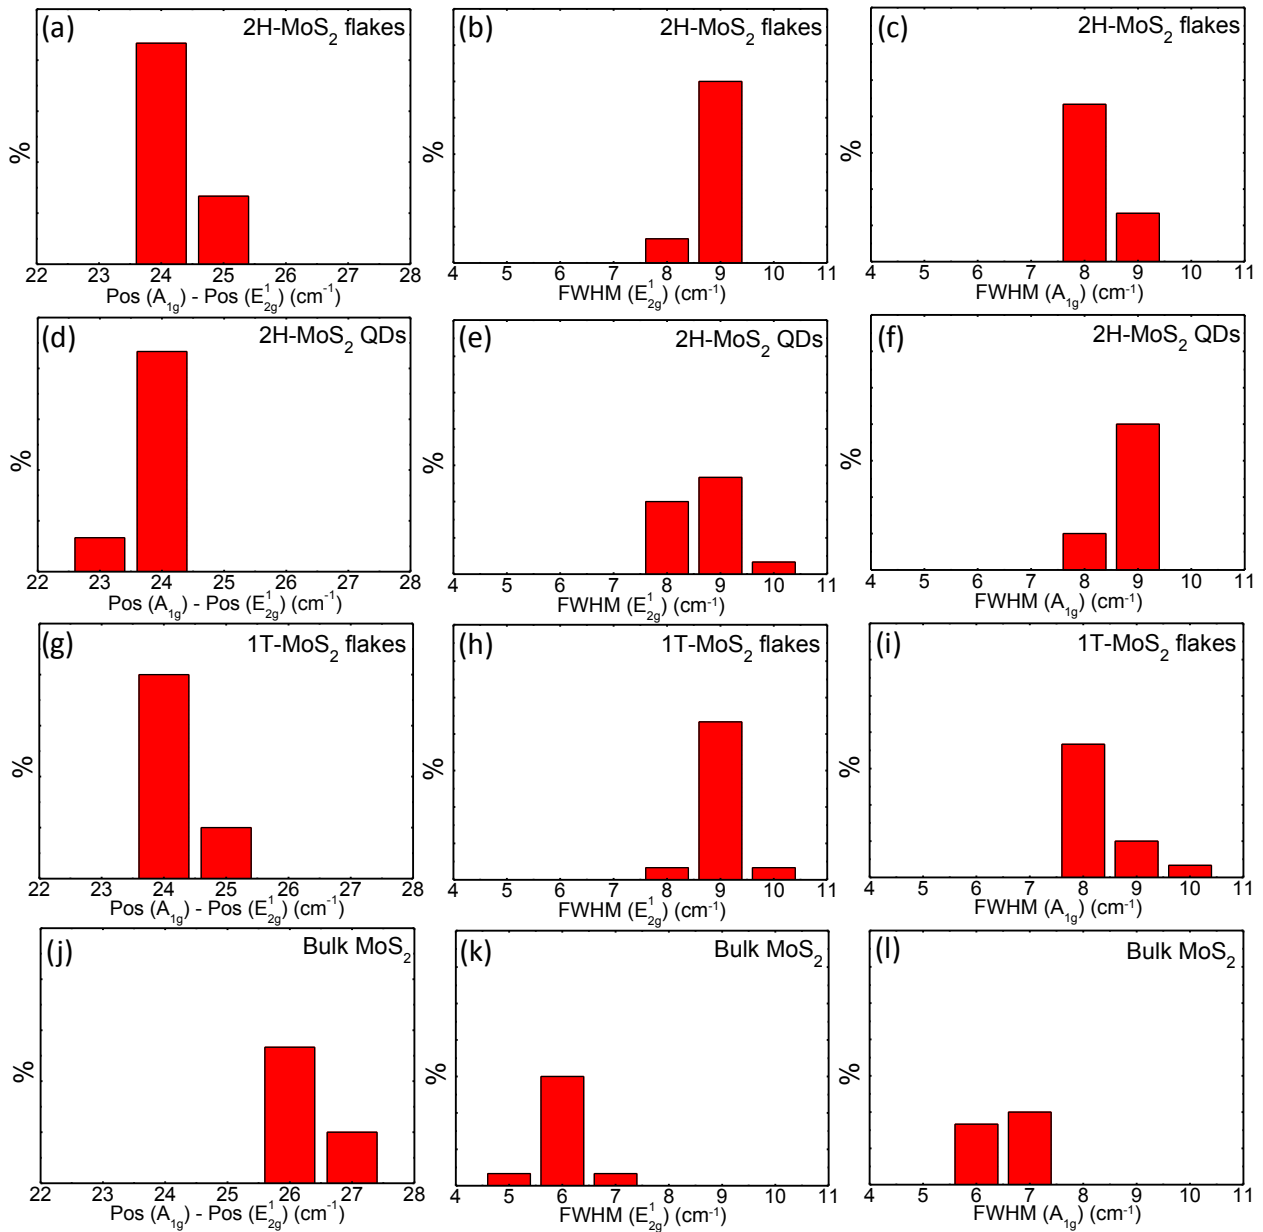 (a) 2H-MoS₂ flakes
%
22 23 24 25 26 27 28
Pos (A₁g) - Pos (E¹₂g) (cm⁻¹)
(b) 2H-MoS₂ flakes
%
4 5 6 7 8 9 10 11
FWHM (E¹₂g) (cm⁻¹)
(c) 2H-MoS₂ flakes
%
4 5 6 7 8 9 10 11
FWHM (A₁g) (cm⁻¹)
(d) 2H-MoS₂ QDs
%
22 23 24 25 26 27 28
Pos (A₁g) - Pos (E¹₂g) (cm⁻¹)
(e) 2H-MoS₂ QDs
%
4 5 6 7 8 9 10 11
FWHM (E¹₂g) (cm⁻¹)
(f) 2H-MoS₂ QDs
%
4 5 6 7 8 9 10 11
FWHM (A₁g) (cm⁻¹)
(g) 1T-MoS₂ flakes
%
22 23 24 25 26 27 28
Pos (A₁g) - Pos (E¹₂g) (cm⁻¹)
(h) 1T-MoS₂ flakes
%
4 5 6 7 8 9 10 11
FWHM (E¹₂g) (cm⁻¹)
(i) 1T-MoS₂ flakes
%
4 5 6 7 8 9 10 11
FWHM (A₁g) (cm⁻¹)
(j) Bulk MoS₂
%
22 23 24 25 26 27 28
Pos (A₁g) - Pos (E¹₂g) (cm⁻¹)
(k) Bulk MoS₂
%
4 5 6 7 8 9 10 11
FWHM (E¹₂g) (cm⁻¹)
(l) Bulk MoS₂
%
4 5 6 7 8 9 10 11
FWHM (A₁g) (cm⁻¹)